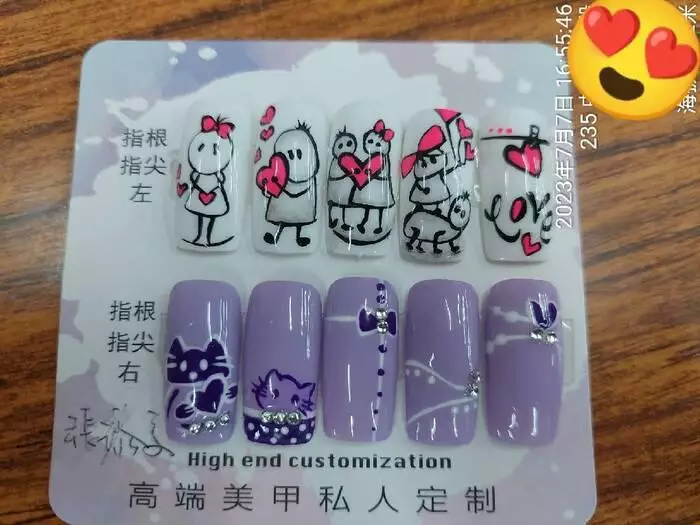 指根
指尖
左
LOVE
指根
指尖
右
High end customization
高端美甲私人定制
2023年7月7日 16:55:46